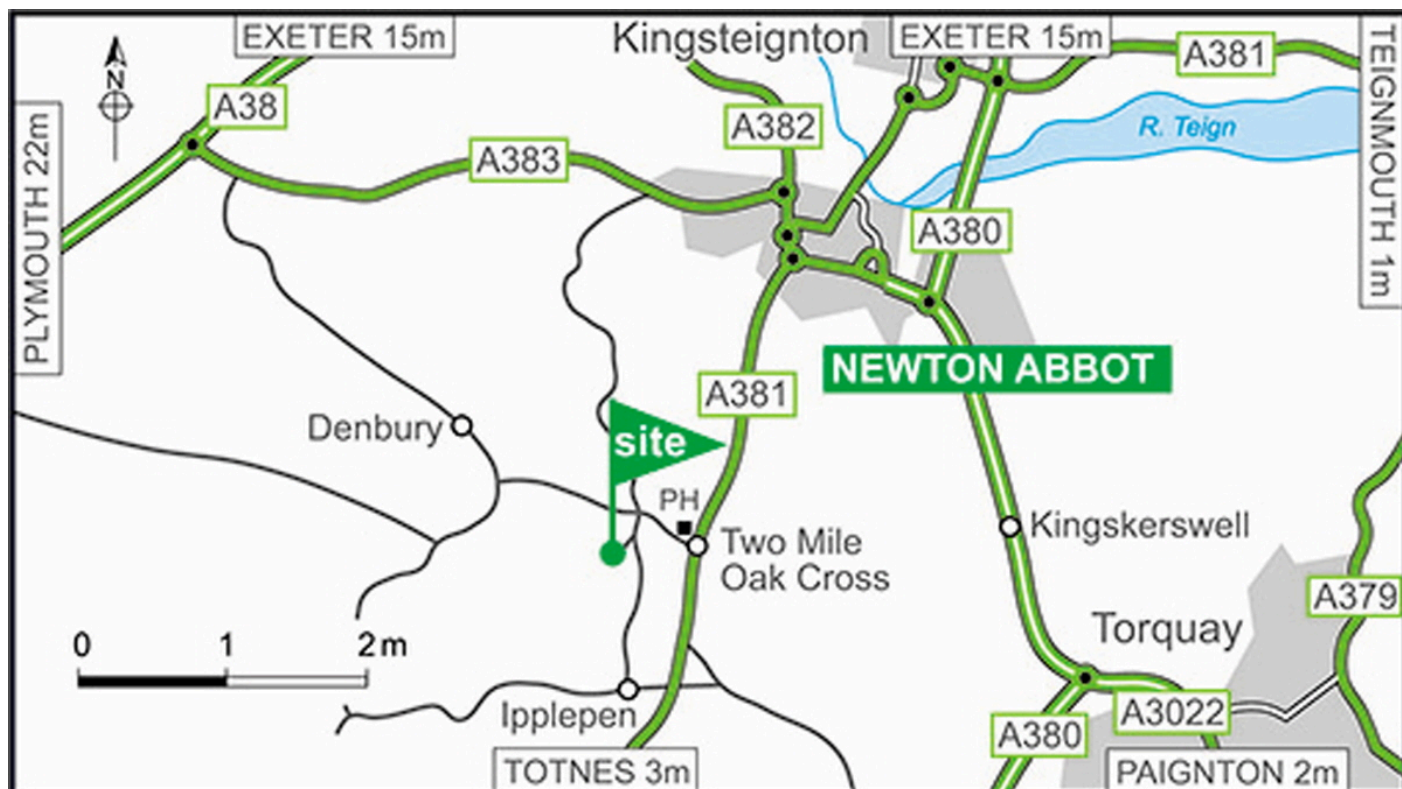 EXETER 15m
Kingsteignton
EXETER 15m
A381
TEIGNMOUTH 1m
N
A38
A382
R. Teign
PLYMOUTH 22m
A383
A380
NEWTON ABBOT
A381
Denbury
site
PH
Two Mile
Oak Cross
Kingskerswell
A379
Torquay
0 1 2 m
Ipplepen
A3022
A380
TOTNES 3m
PAIGNTON 2m